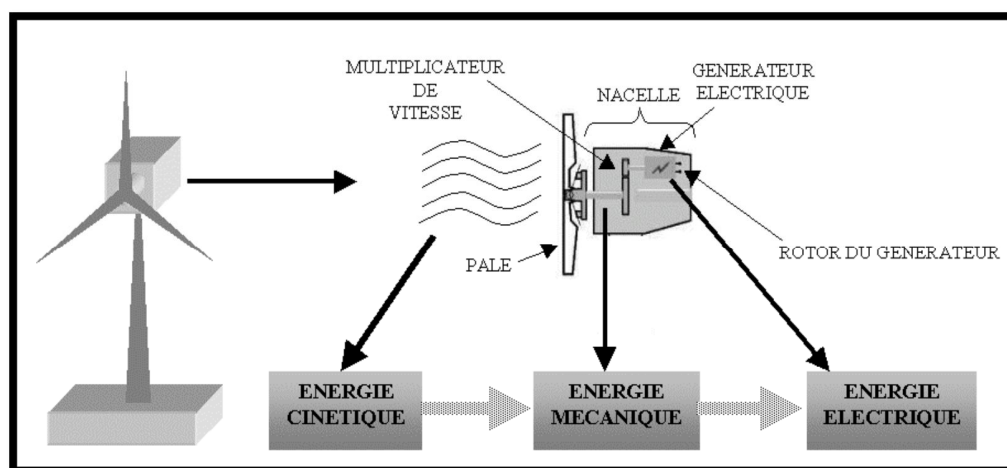 MULTIPLICATEUR
DE
VITESSE
NACELLE
GENERATEUR
ELECTRIQUE
PALE
ROTOR DU GENERATEUR
ENERGIE
CINETIQUE
ENERGIE
MECANIQUE
ENERGIE
ELECTRIQUE